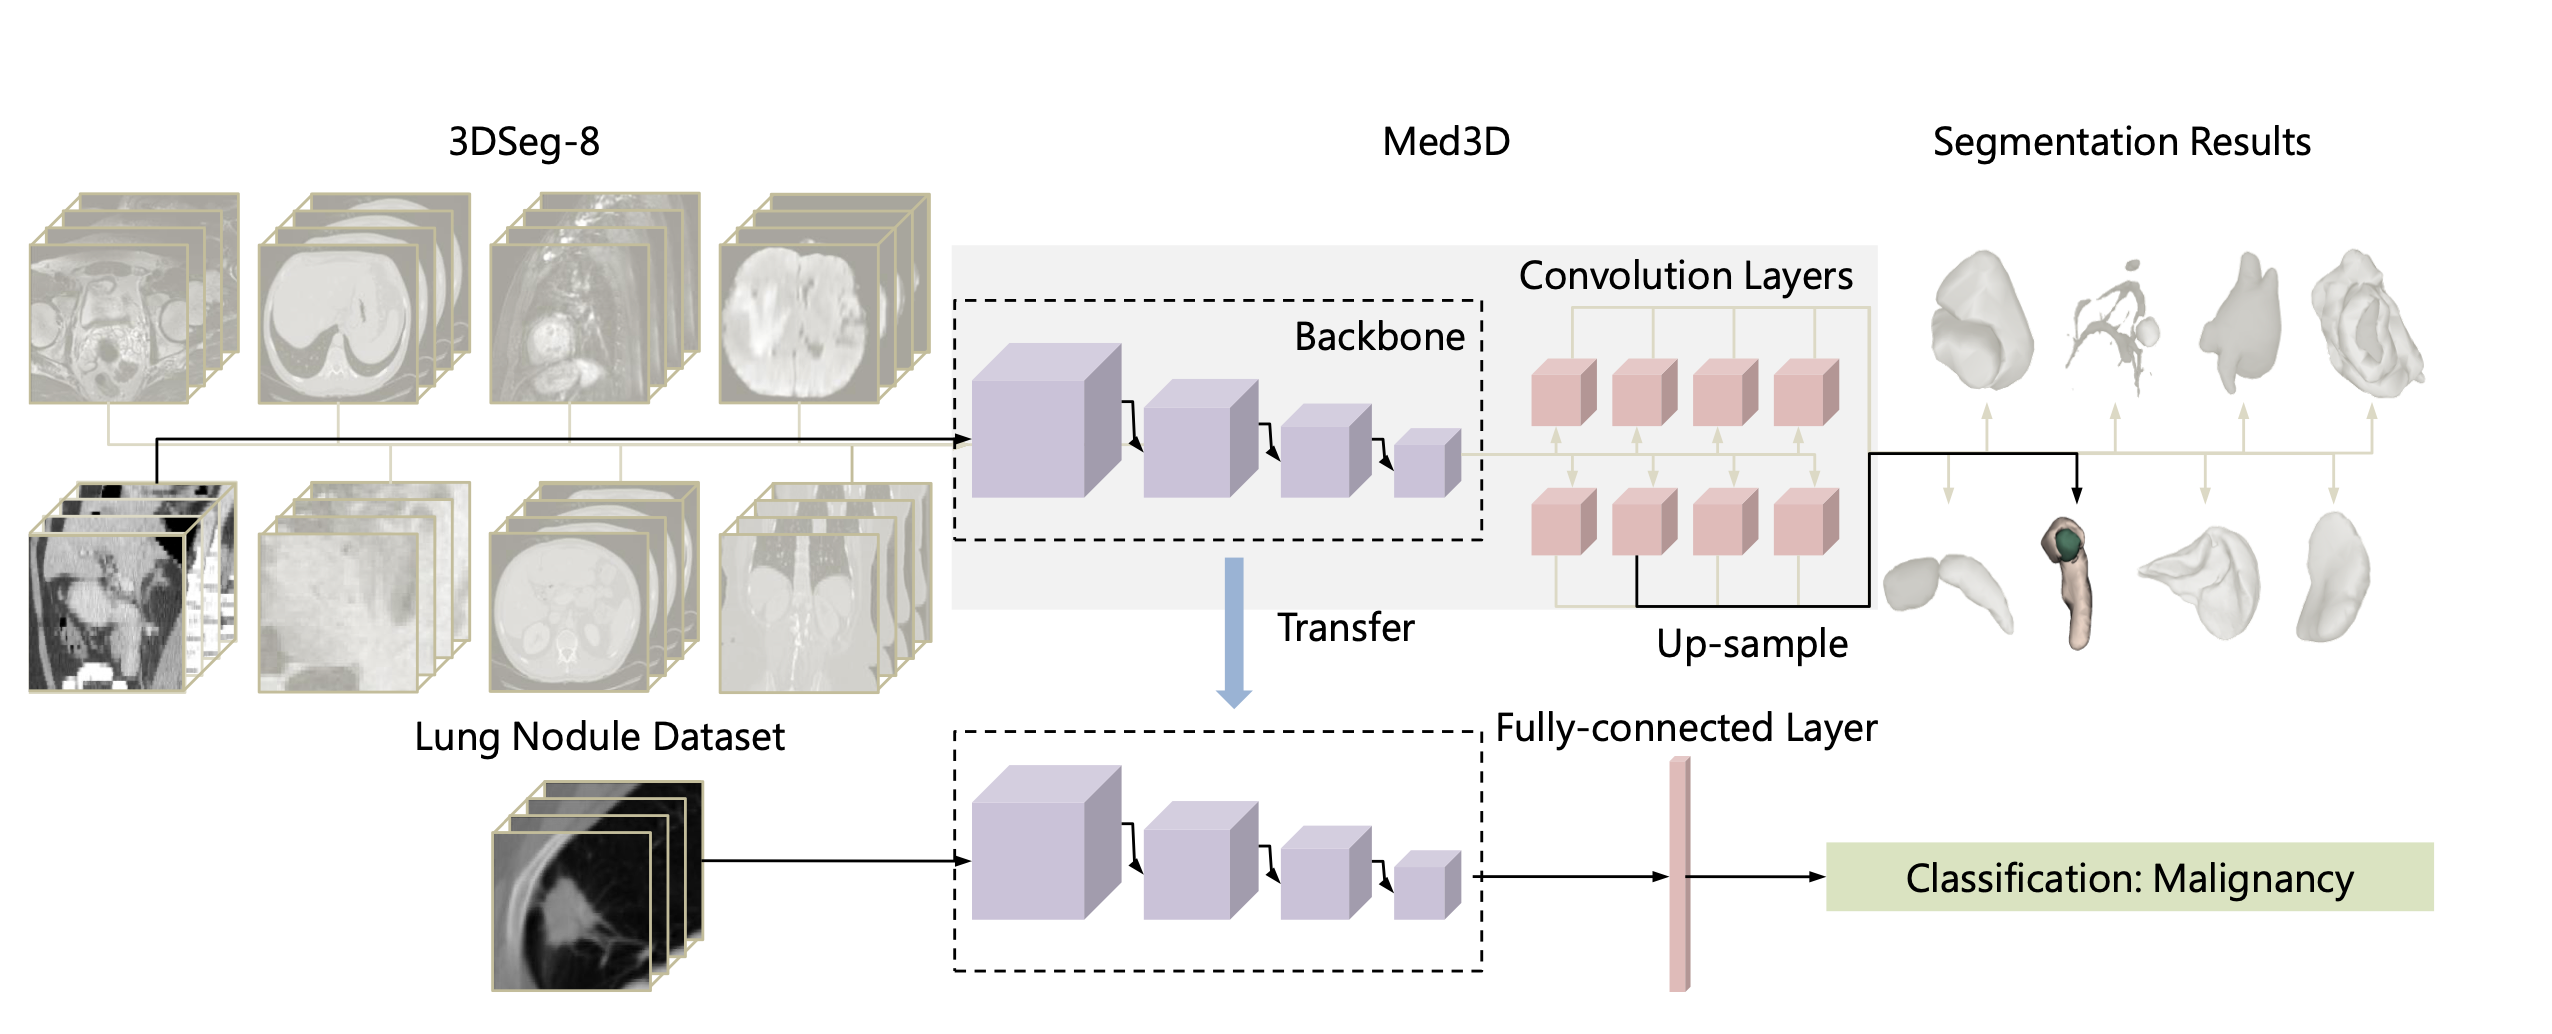 3DSeg-8
Med3D
Segmentation Results
Convolution Layers
Backbone
Transfer
Up-sample
Lung Nodule Dataset
Fully-connected Layer
Classification: Malignancy